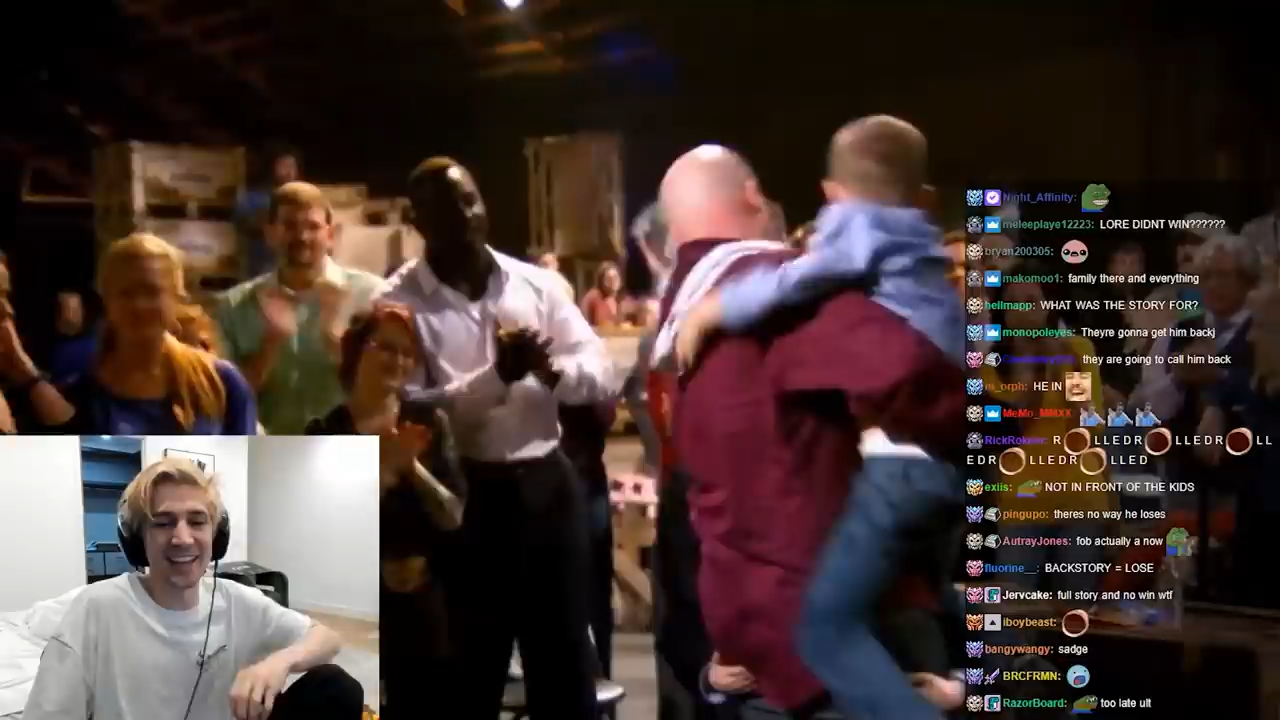 Night_Affinity:
meleeplaye12223: LORE DIDNT WIN??????
bryan200305:
makomoo1: family there and everything
hellmapp: WHAT WAS THE STORY FOR?
monopoleyes: Theyre gonna get him backj
they are going to call him back
m_orph: HE IN
MeMo_MMXX
R LLEDR LLEDR LL
EDR LLEDR LLED
exiis: NOT IN FRONT OF THE KIDS
pingupo: theres no way he loses
AutrayJones: fob actually a now
fluorine__: BACKSTORY = LOSE
Jervcake: full story and no win wtf
iboybeast:
bangywangy: sadge
BRCFRMN:
RazorBoard: too late ult